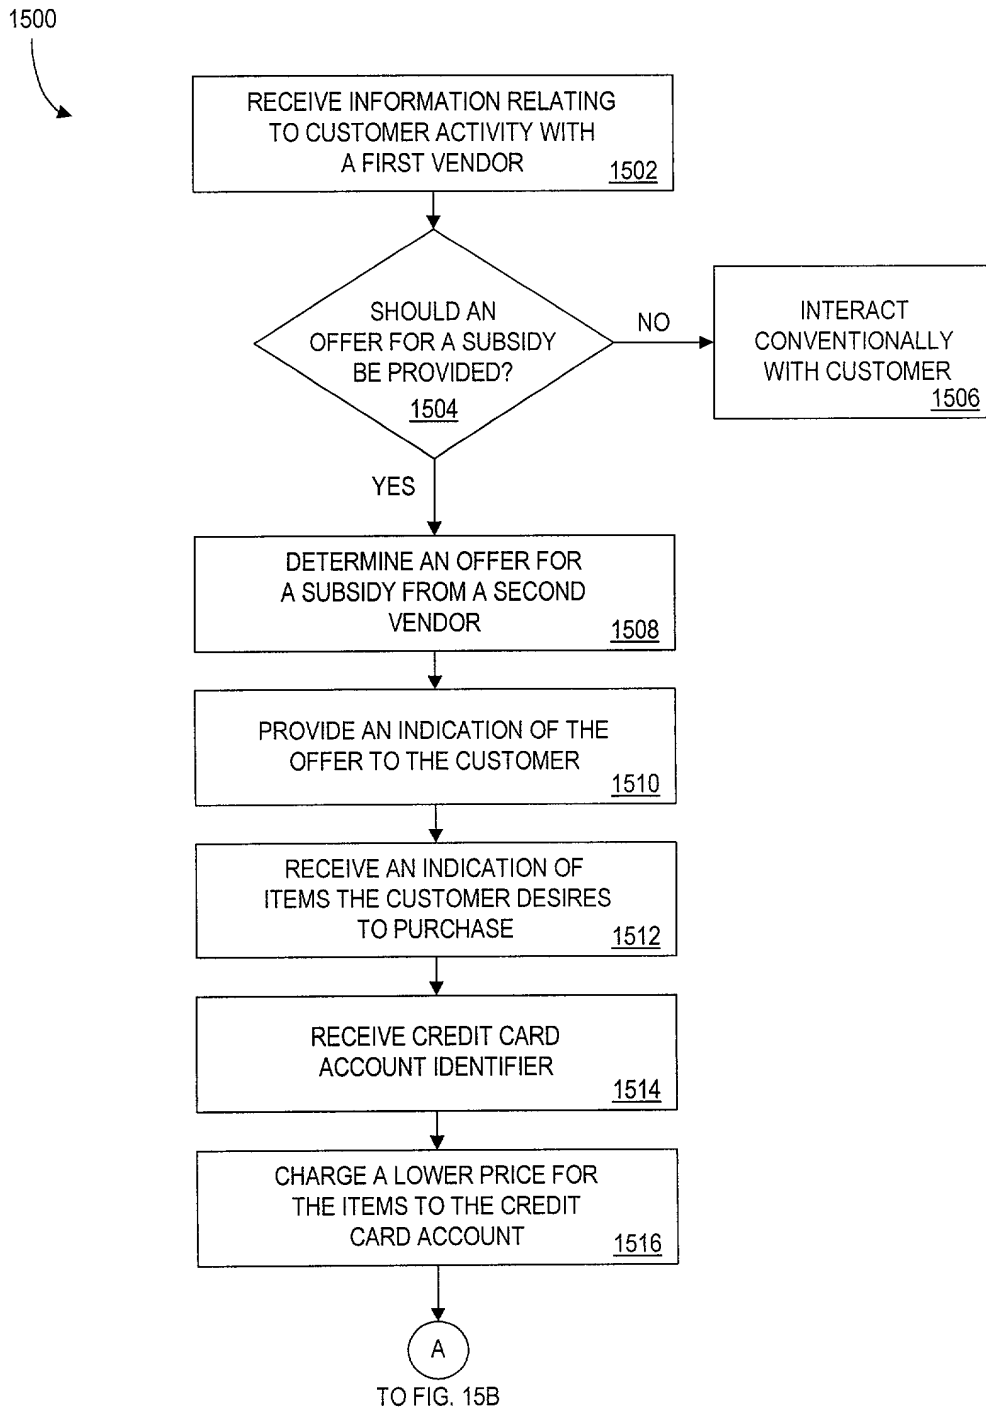 1500
RECEIVE INFORMATION RELATING
TO CUSTOMER ACTIVITY WITH
A FIRST VENDOR
1502
SHOULD AN
OFFER FOR A SUBSIDY
BE PROVIDED?
1504
NO
INTERACT
CONVENTIONALLY
WITH CUSTOMER
1506
YES
DETERMINE AN OFFER FOR
A SUBSIDY FROM A SECOND
VENDOR
1508
PROVIDE AN INDICATION OF THE
OFFER TO THE CUSTOMER
1510
RECEIVE AN INDICATION OF
ITEMS THE CUSTOMER DESIRES
TO PURCHASE
1512
RECEIVE CREDIT CARD
ACCOUNT IDENTIFIER
1514
CHARGE A LOWER PRICE FOR
THE ITEMS TO THE CREDIT
CARD ACCOUNT
1516
A
TO FIG. 15B